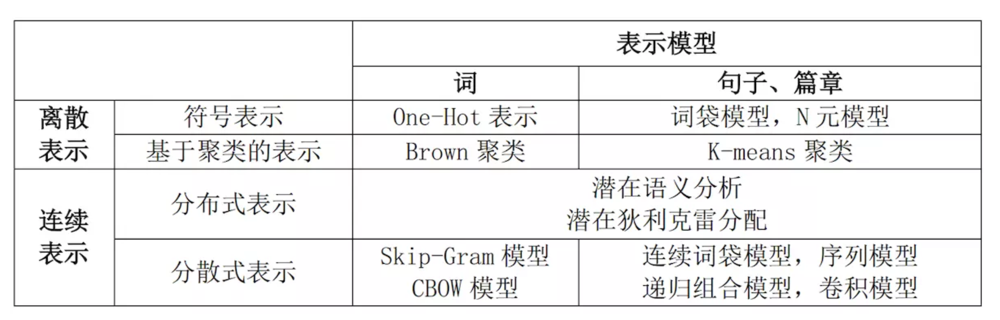 表示模型
词 句子、篇章
离散表示 符号表示 One-Hot 表示 词袋模型，N 元模型
基于聚类的表示 Brown 聚类 K-means 聚类
连续表示 分布式表示 潜在语义分析
潜在狄利克雷分配
分散式表示 Skip-Gram 模型 连续词袋模型，序列模型
CBOW 模型 递归组合模型，卷积模型